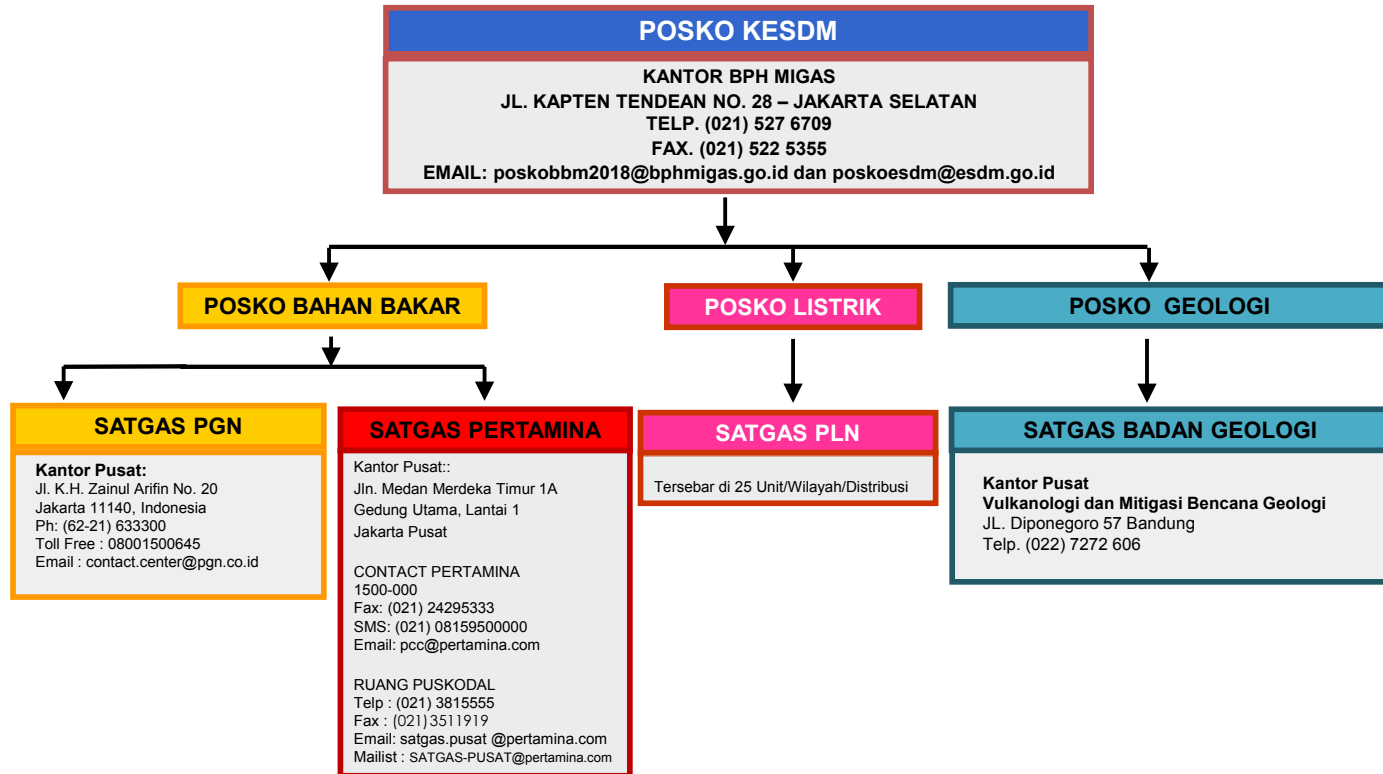 POSKO KESDM
KANTOR BPH MIGAS
JL. KAPTEN TENDEAN NO. 28 – JAKARTA SELATAN
TELP. (021) 527 6709
FAX. (021) 522 5355
EMAIL: poskobbm2018@bphmigas.go.id dan poskoesdm@esdm.go.id
POSKO BAHAN BAKAR
POSKO LISTRIK
POSKO GEOLOGI
SATGAS PGN
Kantor Pusat:
Jl. K.H. Zainul Arifin No. 20
Jakarta 11140, Indonesia
Ph: (62-21) 633300
Toll Free : 08001500645
Email : contact.center@pgn.co.id
SATGAS PERTAMINA
Kantor Pusat::
Jln. Medan Merdeka Timur 1A
Gedung Utama, Lantai 1
Jakarta Pusat
CONTACT PERTAMINA
1500-000
Fax: (021) 24295333
SMS: (021) 08159500000
Email: pcc@pertamina.com
RUANG PUSKODAL
Telp : (021) 3815555
Fax : (021) 3511919
Email: satgas.pusat @pertamina.com
Mailist : SATGAS-PUSAT@pertamina.com
SATGAS PLN
Tersebar di 25 Unit/Wilayah/Distribusi
SATGAS BADAN GEOLOGI
Kantor Pusat
Vulkanologi dan Mitigasi Bencana Geologi
JL. Diponegoro 57 Bandung
Telp. (022) 7272 606